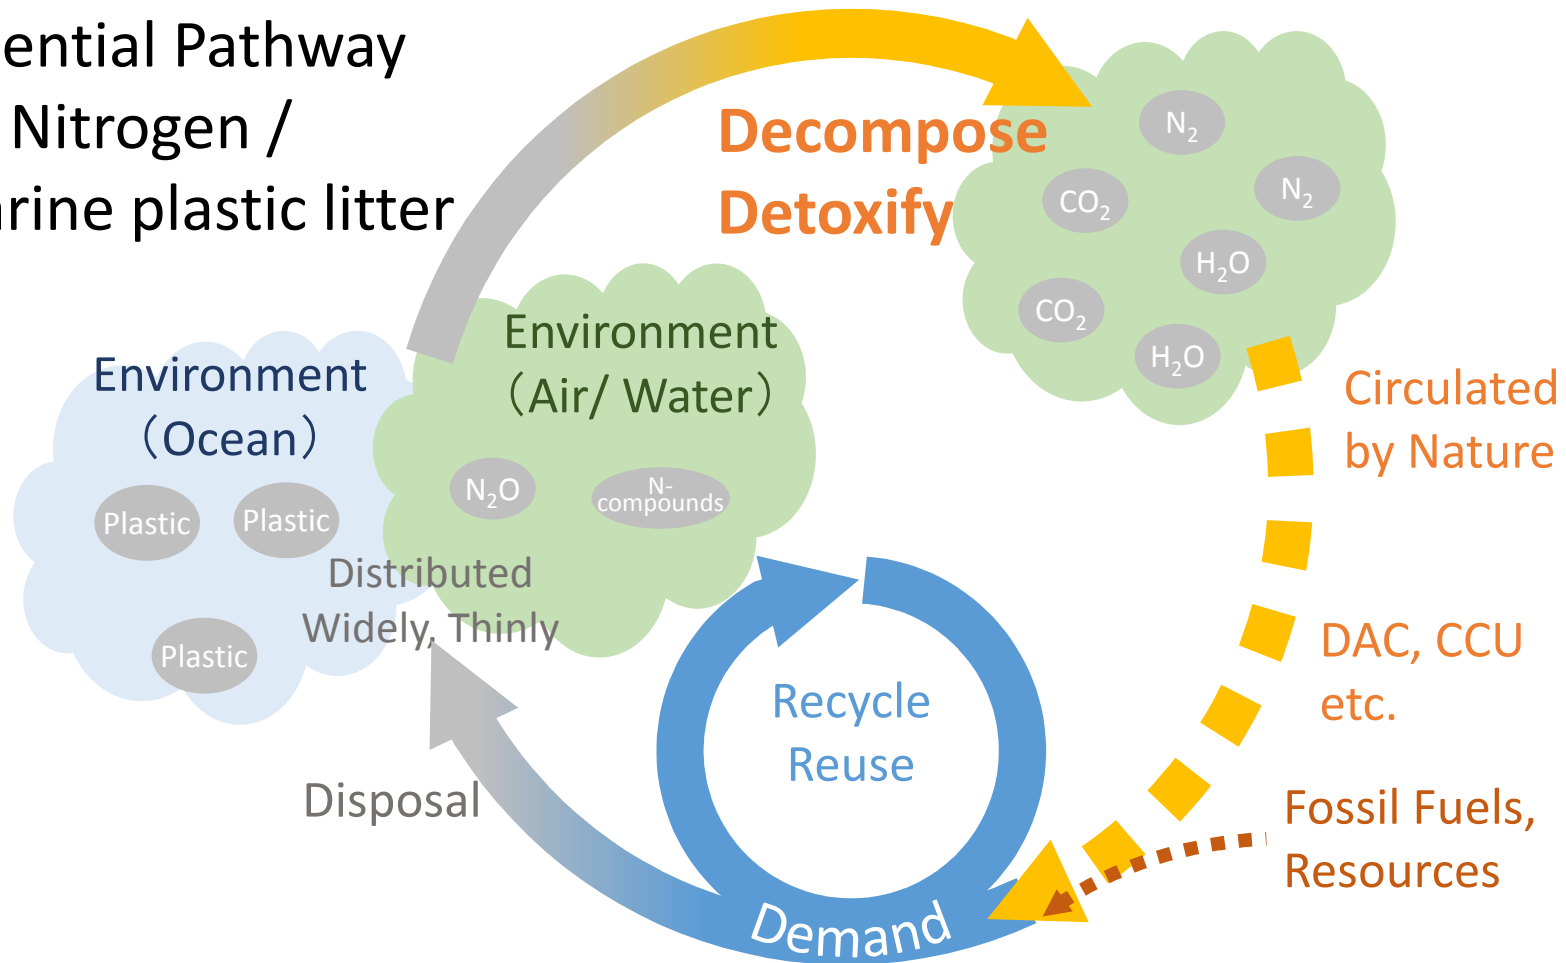 ential Pathway
Nitrogen /
rine plastic litter
Decompose
Detoxify
N₂
N₂
CO₂
H₂O
CO₂
H₂O
Environment
（Air/ Water）
Environment
（Ocean）
N₂O
N-
compounds
Plastic
Plastic
Plastic
Distributed
Widely, Thinly
Circulated
by Nature
DAC, CCU
etc.
Recycle
Reuse
Disposal
Fossil Fuels,
Resources
Demand